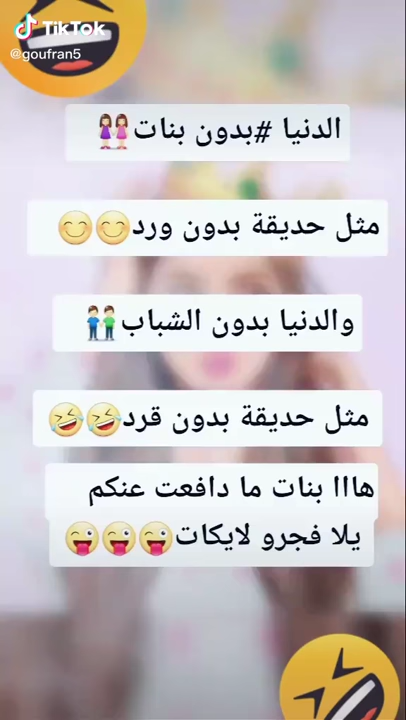 TikTok
@goufran5
الدنيا #بدون بنات👭
مثل حديقة بدون ورد😊😊
والدنيا بدون الشباب👬
مثل حديقة بدون قرد🤣🤣
هااا بنات ما دافعت عنكم
يلا فجرو لايكات😜😜😜